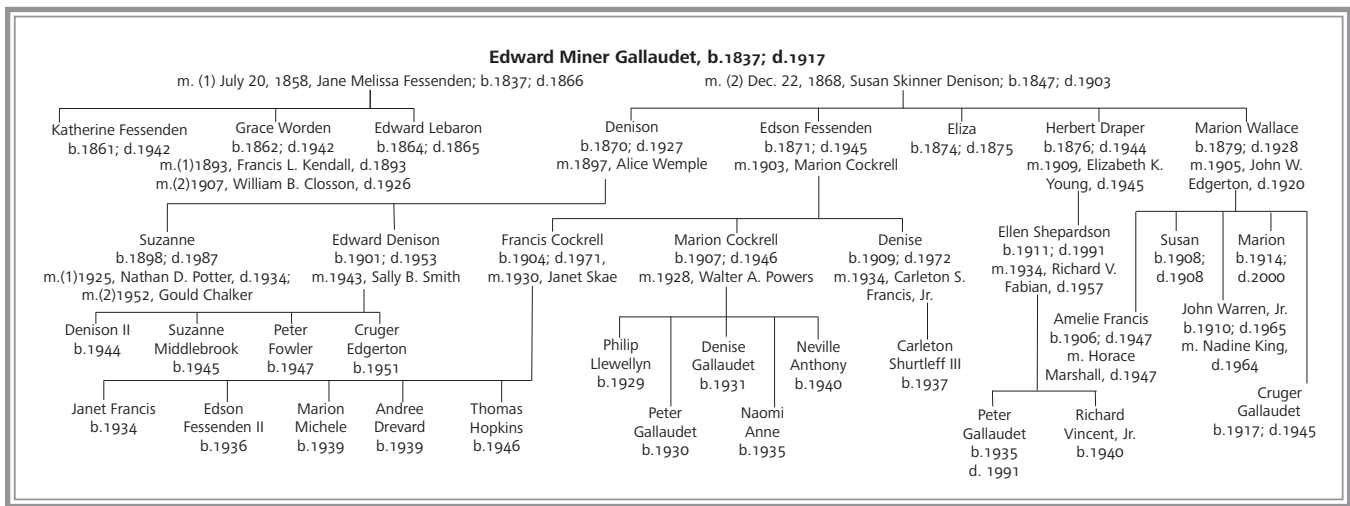 Edward Miner Gallaudet, b.1837; d.1917
m. (1) July 20, 1858, Jane Melissa Fessenden; b.1837; d.1866
m. (2) Dec. 22, 1868, Susan Skinner Denison; b.1847; d.1903
Katherine Fessenden
b.1861; d.1942
Grace Worden
b.1862; d.1942
m.(1)1893, Francis L. Kendall, d.1893
m.(2)1907, William B. Closson, d.1926
Edward Lebaron
b.1864; d.1865
Denison
b.1870; d.1927
m.1897, Alice Wemple
Edson Fessenden
b.1871; d.1945
m.1903, Marion Cockrell
Eliza
b.1874; d.1875
Herbert Draper
b.1876; d.1944
m.1909, Elizabeth K.
Young, d.1945
Marion Wallace
b.1879; d.1928
m.1905, John W.
Edgerton, d.1920
Suzanne
b.1898; d.1987
m.(1)1925, Nathan D. Potter, d.1934;
m.(2)1952, Gould Chalker
Edward Denison
b.1901; d.1953
m.1943, Sally B. Smith
Francis Cockrell
b.1904; d.1971,
m.1930, Janet Skae
Marion Cockrell
b.1907; d.1946
m.1928, Walter A. Powers
Denise
b.1909; d.1972
m.1934, Carleton S.
Francis, Jr.
Ellen Shepardson
b.1911; d.1991
m.1934, Richard V.
Fabian, d.1957
Amelie Francis
b.1906; d.1947
m. Horace
Marshall, d.1947
Susan
b.1908;
d.1908
John Warren, Jr.
b.1910; d.1965
m. Nadine King,
d.1964
Marion
b.1914;
d.2000
Cruger
Gallaudet
b.1917; d.1945
Denison II
b.1944
Suzanne
Middlebrook
b.1945
Peter
Fowler
b.1947
Cruger
Edgerton
b.1951
Janet Francis
b.1934
Edson
Fessenden II
b.1936
Marion
Michele
b.1939
Andree
Drevard
b.1939
Thomas
Hopkins
b.1946
Philip
Llewellyn
b.1929
Peter
Gallaudet
b.1930
Denise
Gallaudet
b.1931
Naomi
Anne
b.1935
Neville
Anthony
b.1940
Carleton
Shurtleff III
b.1937
Peter
Gallaudet
b.1935
d. 1991
Richard
Vincent, Jr.
b.1940